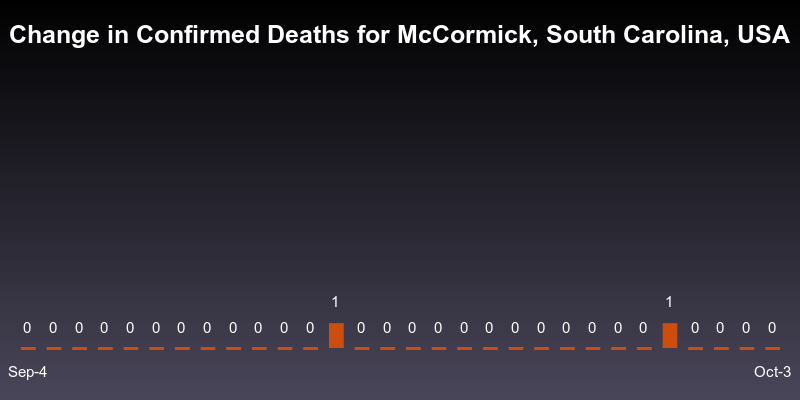 Change in Confirmed Deaths for McCormick, South Carolina, USA
1 1
0 0 0 0 0 0 0 0 0 0 0 0 0 0 0 0 0 0 0 0 0 0 0 0 0 0 0 0
Sep-4 Oct-3